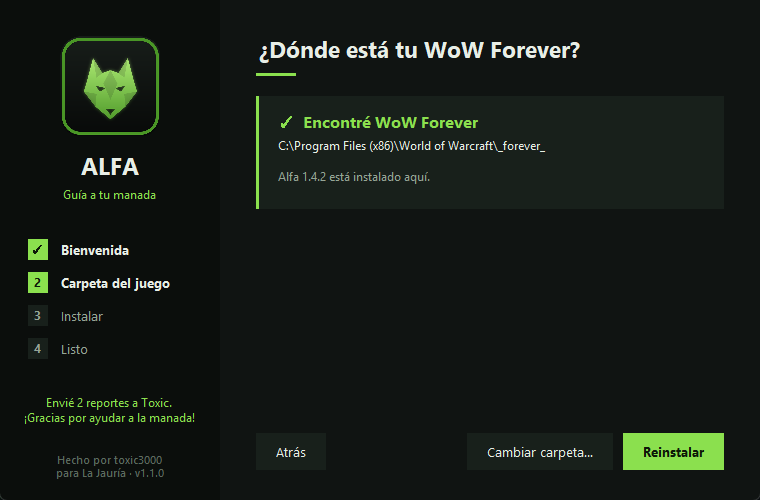 ALFA
Guía a tu manada
✓ Bienvenida
2 Carpeta del juego
3 Instalar
4 Listo
Envié 2 reportes a Toxic.
¡Gracias por ayudar a la manada!
Hecho por toxic3000
para La Jauría · v1.1.0
¿Dónde está tu WoW Forever?
✓ Encontré WoW Forever
C:\Program Files (x86)\World of Warcraft\_forever_
Alfa 1.4.2 está instalado aquí.
Atrás
Cambiar carpeta...
Reinstalar